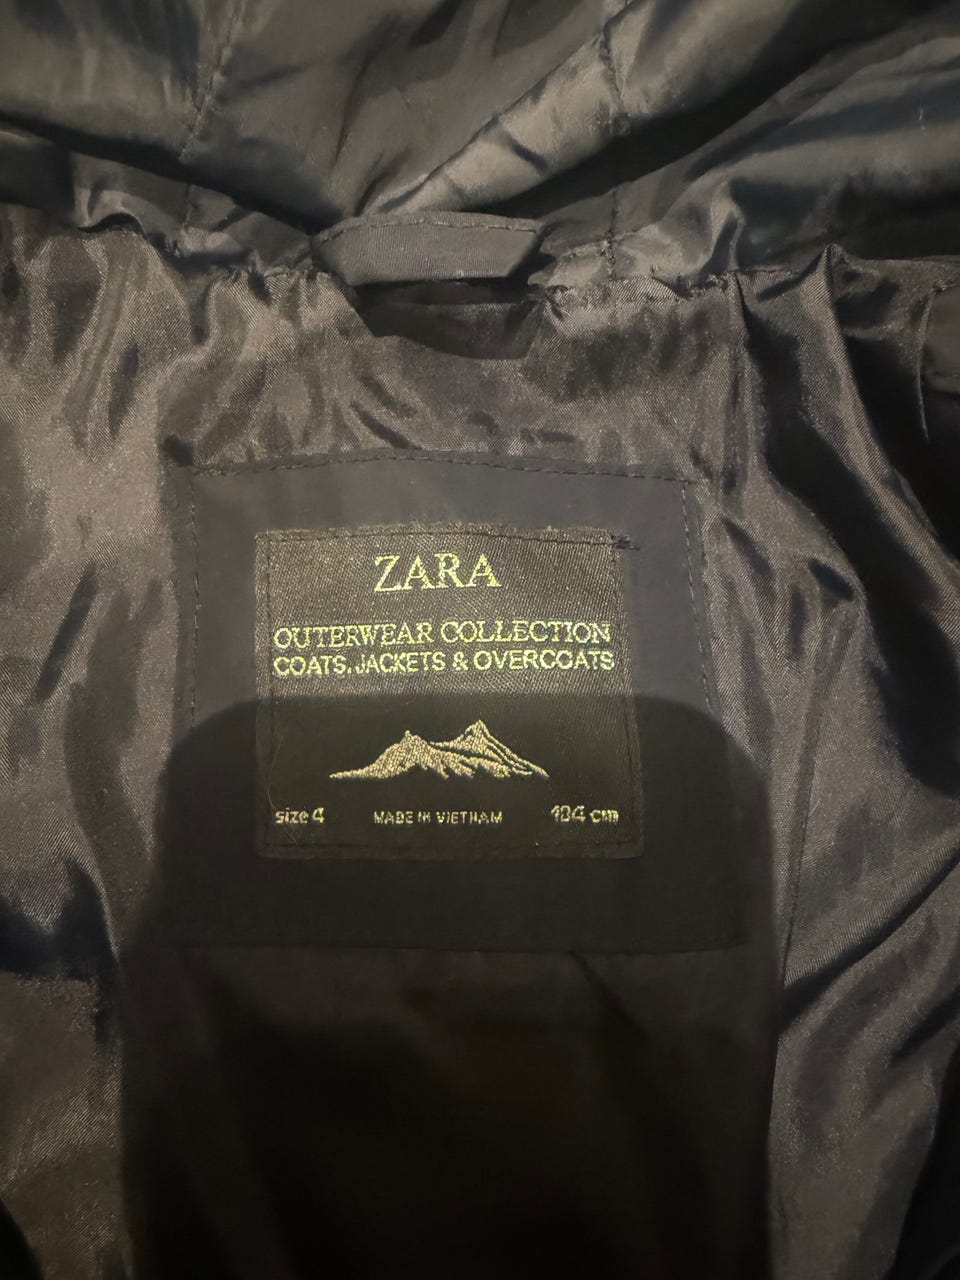 ZARA
OUTERWEAR COLLECTION
COATS, JACKETS & OVERCOATS
size 4 MADE IN VIETNAM 104 cm